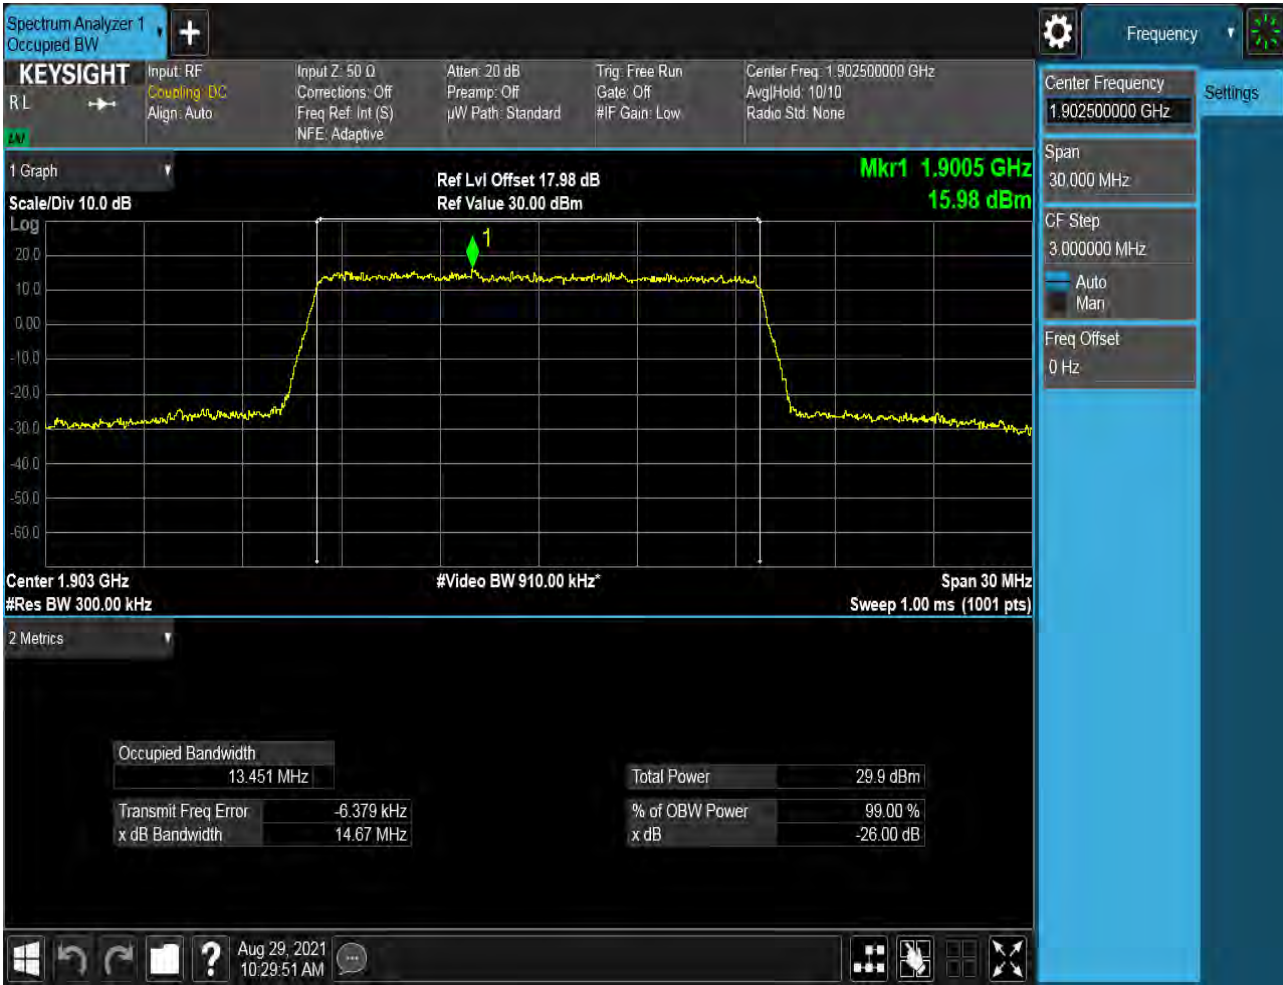 Spectrum Analyzer 1
Occupied BW
Frequency
KEYSIGHT
R L
Input: RF
Coupling: DC
Align: Auto
Input Z: 50 Ω
Corrections: Off
Freq Ref: Int (S)
NFE: Adaptive
Atten: 20 dB
Preamp: Off
µW Path: Standard
Trig: Free Run
Gate: Off
#IF Gain: Low
Center Freq: 1.902500000 GHz
Avg|Hold: 10/10
Radio Std: None
Center Frequency
1.902500000 GHz
Settings
Span
30.000 MHz
CF Step
3.000000 MHz
Auto
Man
Freq Offset
0 Hz
1 Graph
Scale/Div 10.0 dB
Ref Lvl Offset 17.98 dB
Ref Value 30.00 dBm
Mkr1 1.9005 GHz
15.98 dBm
Log
1
20.0
10.0
0.00
-10.0
-20.0
-30.0
-40.0
-50.0
-60.0
Center 1.903 GHz
#Video BW 910.00 kHz*
Span 30 MHz
#Res BW 300.00 kHz
Sweep 1.00 ms (1001 pts)
2 Metrics
Occupied Bandwidth
13.451 MHz
Total Power 29.9 dBm
Transmit Freq Error -6.379 kHz
% of OBW Power 99.00 %
x dB Bandwidth 14.67 MHz
x dB -26.00 dB
?
Aug 29, 2021
10:29:51 AM